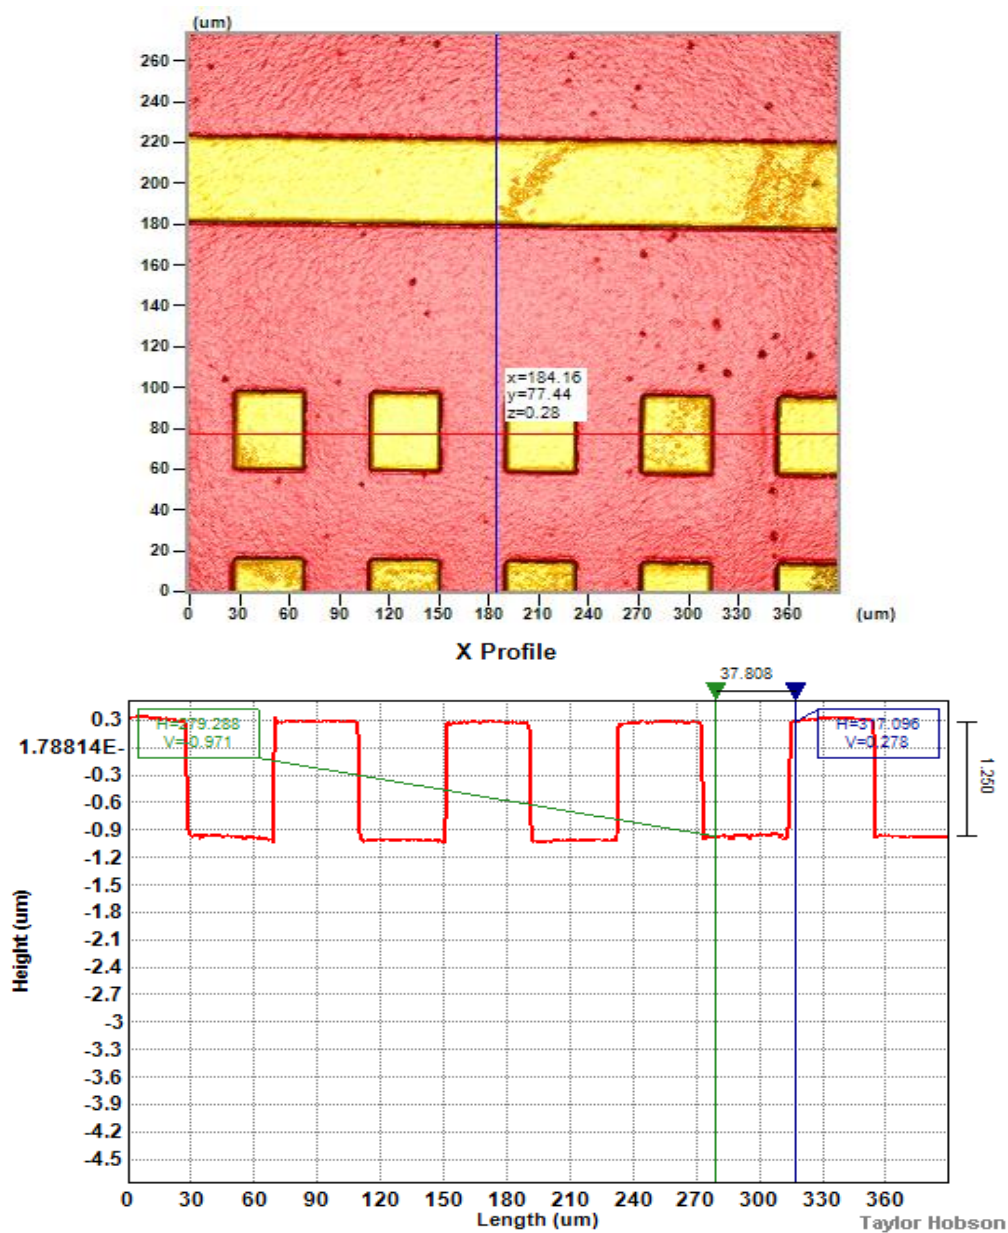 (um)
260
240
220
200
180
160
140
120
100
80
60
40
20
0
x=184.16
y=77.44
z=0.28
0 30 60 90 120 150 180 210 240 270 300 330 360 (um)
X Profile
37.808
0.3
1.78814E-
-0.3
-0.6
-0.9
-1.2
-1.5
-1.8
-2.1
-2.4
-2.7
-3
-3.3
-3.6
-3.9
-4.2
-4.5
Height (um)
H=279.288
V=-0.971
H=317.096
V=0.278
1.250
0 30 60 90 120 150 180 210 240 270 300 330 360
Length (um)
Taylor Hobson